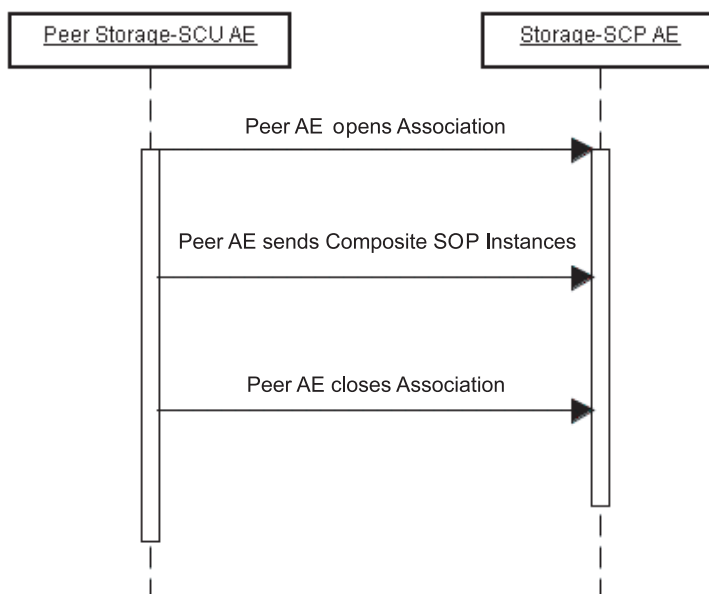 Peer Storage-SCU AE
Storage-SCP AE
Peer AE opens Association
Peer AE sends Composite SOP Instances
Peer AE closes Association